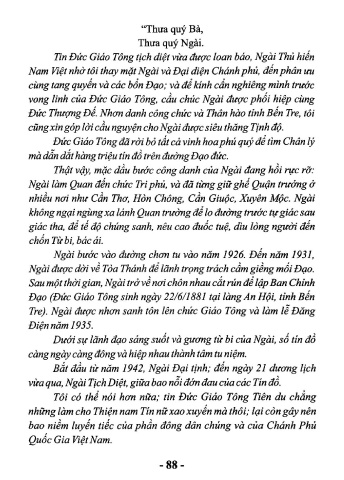 “Thưa quý Bà,
Thưa quý Ngài.
Tin Đức Giáo Tông tịch diệt vừa được loan báo, Ngài Thủ hiến
Nam Việt nhờ tôi thay mặt Ngài và Đại diện Chánh phủ, đến phân ưu
cùng tang quyến và các bổn Đạo; và để kính cẩn nghiêng mình trước
vong linh của Đức Giáo Tông, cầu chúc Ngài được phối hiệp cùng
Đức Thượng Đế. Nhơn danh công chức và Thân hào tỉnh Bến Tre, tôi
cũng xin góp lời cầu nguyện cho Ngài được siêu thăng Tịnh độ.
Đức Giáo Tông đã rời bỏ tất cả vinh hoa phú quý để tìm Chân lý
mà dẫn dắt hàng triệu tín đồ trên đường Đạo đức.
Thật vậy, mặc dầu bước công danh của Ngài đang hồi rực rỡ:
Ngài làm Quan đến chức Tri phủ, và đã từng giữ ghế Quận trưởng ở
nhiều nơi như Cần Thơ, Hòn Chông, Cần Giuộc, Xuyên Mộc. Ngài
không ngại ngùng xa lánh Quan trường để lo đường trước tự giác sau
giác tha, để tế độ chúng sanh, nêu cao đuốc tuệ, dìu lòng người đến
chốn Từ bi, bác ái.
Ngài bước vào đường chơn tu vào năm 1926. Đến năm 1931,
Ngài được dời về Tòa Thánh để lãnh trọng trách cầm giềng mối Đạo.
Sau một thời gian, Ngài trở về nơi chôn nhau cắt rún để lập Ban Chỉnh
Đạo (Đức Giáo Tông sinh ngày 22/6/1881 tại làng An Hội, tỉnh Bến
Tre). Ngài được nhơn sanh tôn lên chức Giáo Tông và làm lễ Đăng
Điện năm 1935.
Dưới sự lãnh đạo sáng suốt và gương từ bi của Ngài, số tín đồ
càng ngày càng đông và hiệp nhau thành tâm tu niệm.
Bắt đầu từ năm 1942, Ngài Đại tịnh; đến ngày 21 dương lịch
vừa qua, Ngài Tịch Diệt, giữa bao nỗi đớn đau của các Tín đồ.
Tôi có thể nói hơn nữa; tin Đức Giáo Tông Tiên du chẳng
những làm cho Thiện nam Tín nữ xao xuyến mà thôi; lại còn gây nên
bao niềm luyến tiếc của phần đông dân chúng và của Chánh Phủ
Quốc Gia Việt Nam.
- 88 -